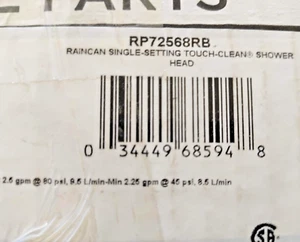 PARTS
RP72568RB
RAINCAN SINGLE-SETTING TOUCH-CLEAN® SHOWER
HEAD
0 34449 68594 8
2.5 gpm @ 80 psi, 9.5 L/min-Min 2.25 gpm @ 45 psi, 8.5 L/min